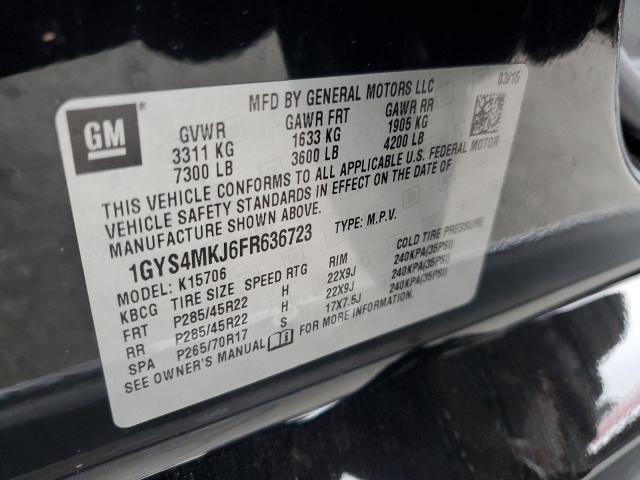 GM
MFD BY GENERAL MOTORS LLC
03/15
GVWR GAWR FRT GAWR RR
3311 KG 1633 KG 1905 KG
7300 LB 3600 LB 4200 LB
THIS VEHICLE CONFORMS TO ALL APPLICABLE U.S. FEDERAL MOTOR
VEHICLE SAFETY STANDARDS IN EFFECT ON THE DATE OF
MANUFACTURE SHOWN ABOVE.
1GYS4MKJ6FR636723 TYPE: M.P.V.
MODEL: K15706
KBCG TIRE SIZE SPEED RTG RIM COLD TIRE PRESSURE
FRT P285/45R22 H 22X9J 240KPA(35PSI)
RR P285/45R22 H 22X9J 240KPA(35PSI)
SPA P265/70R17 S 17X7.5J 240KPA(35PSI)
SEE OWNER'S MANUAL FOR MORE INFORMATION.